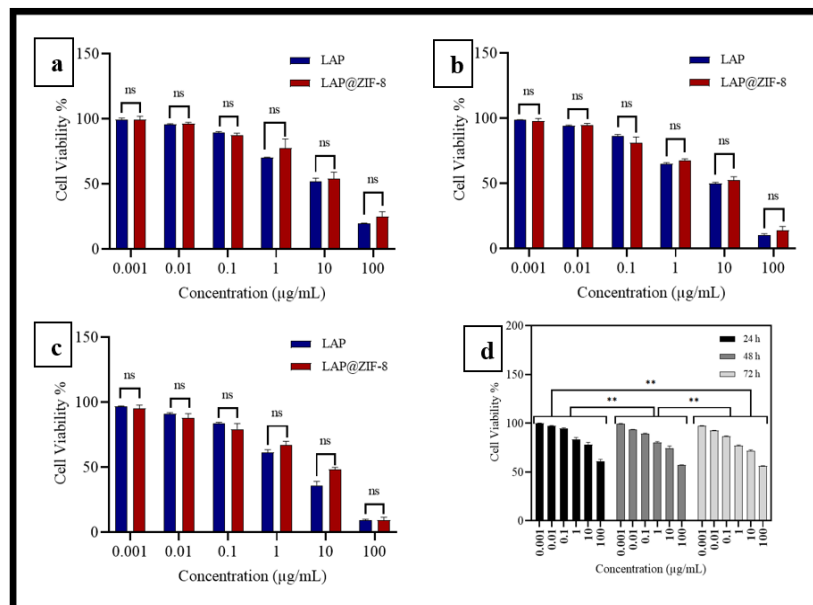 a
150
100
50
0
Cell Viability %
LAP
LAP@ZIF-8
ns ns ns ns ns ns
0.001 0.01 0.1 1 10 100
Concentration (µg/mL)
b
150
100
50
0
Cell Viability %
LAP
LAP@ZIF-8
ns ns ns ns ns ns
0.001 0.01 0.1 1 10 100
Concentration (µg/mL)
c
150
100
50
0
Cell Viability %
LAP
LAP@ZIF-8
ns ns ns ns ns ns
0.001 0.01 0.1 1 10 100
Concentration (µg/mL)
d
200
150
100
50
0
Cell Viability %
24 h
48 h
72 h
**
** **
0.001 0.01 0.1 1 10 100 0.001 0.01 0.1 1 10 100 0.001 0.01 0.1 1 10 100
Concentration (µg/mL)